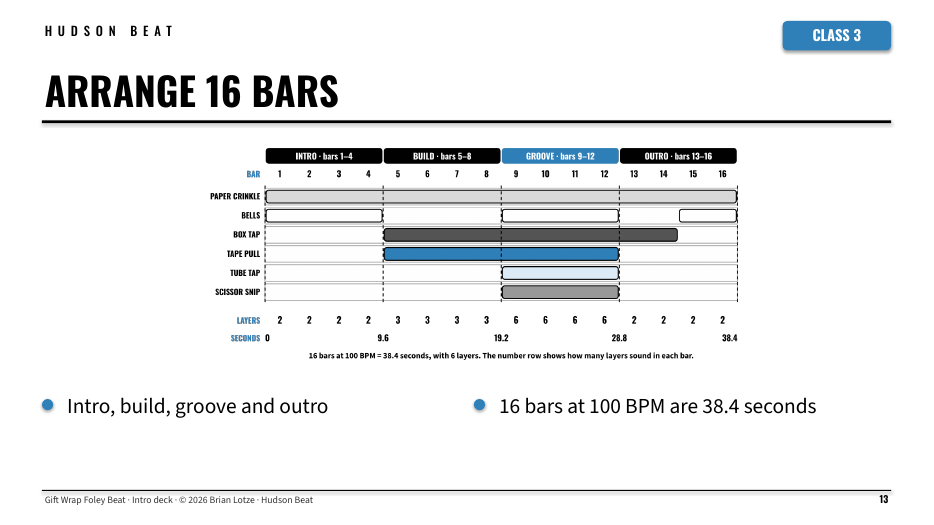 HUDSON BEAT
CLASS 3
ARRANGE 16 BARS
INTRO · bars 1–4 BUILD · bars 5–8 GROOVE · bars 9–12 OUTRO · bars 13–16
BAR 1 2 3 4 5 6 7 8 9 10 11 12 13 14 15 16
PAPER CRINKLE
BELLS
BOX TAP
TAPE PULL
TUBE TAP
SCISSOR SNIP
LAYERS 2 2 2 2 3 3 3 3 6 6 6 6 2 2 2 2
SECONDS 0 9.6 19.2 28.8 38.4
16 bars at 100 BPM = 38.4 seconds, with 6 layers. The number row shows how many layers sound in each bar.
Intro, build, groove and outro
16 bars at 100 BPM are 38.4 seconds
Gift Wrap Foley Beat · Intro deck · © 2026 Brian Lotze · Hudson Beat
13